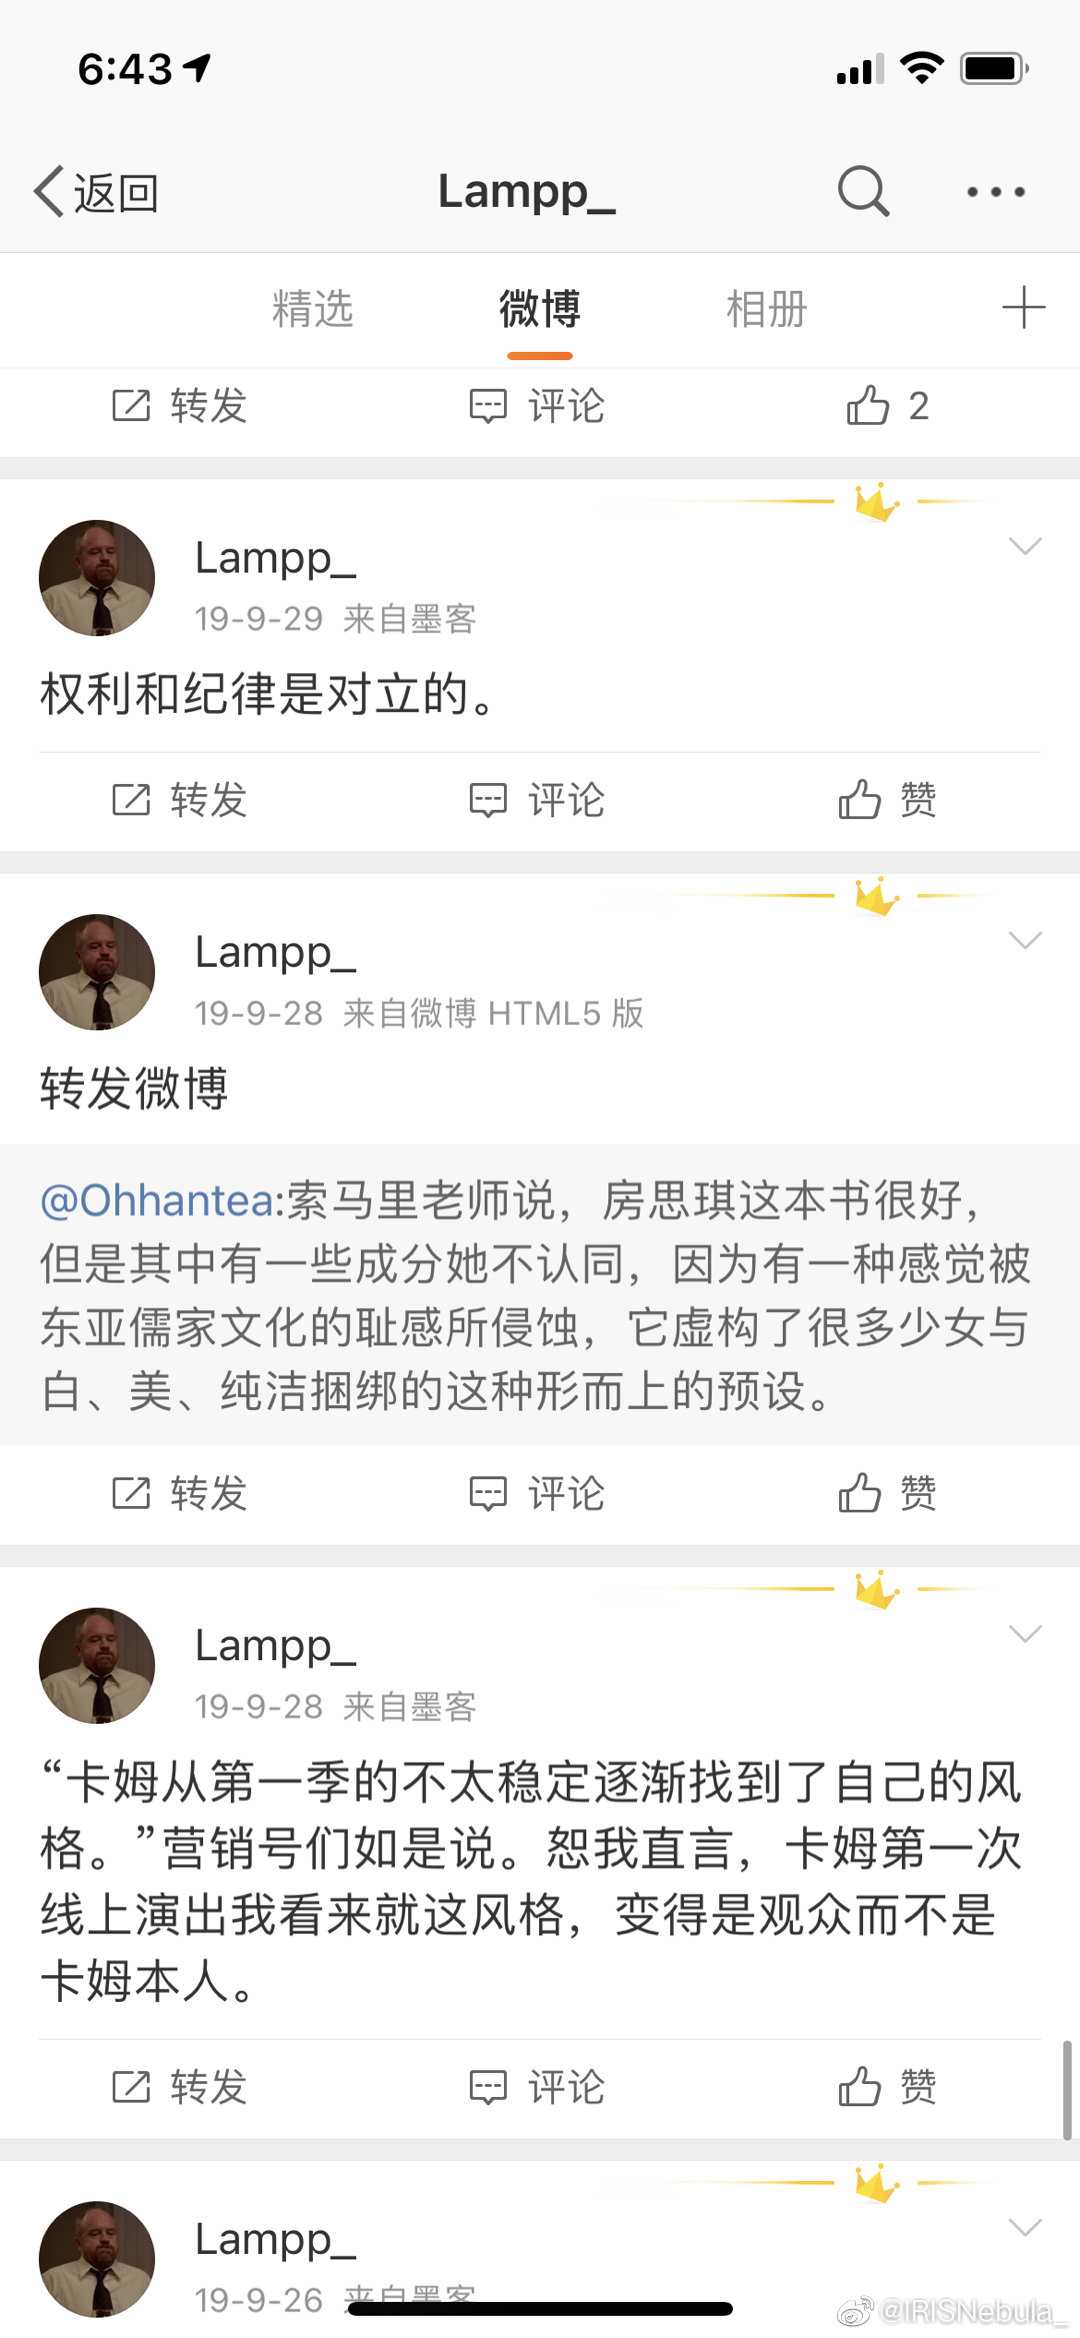 6:43
返回
Lampp_
精选
微博
相册
转发
评论
2
Lampp_
19-9-29 来自墨客
权利和纪律是对立的。
转发
评论
赞
Lampp_
19-9-28 来自微博 HTML5 版
转发微博
@Ohhantea:索马里老师说，房思琪这本书很好，
但是其中有一些成分她不认同，因为有一种感觉被
东亚儒家文化的耻感所侵蚀，它虚构了很多少女与
白、美、纯洁捆绑的这种形而上的预设。
转发
评论
赞
Lampp_
19-9-28 来自墨客
“卡姆从第一季的不太稳定逐渐找到了自己的风
格。”营销号们如是说。恕我直言，卡姆第一次
线上演出我看来就这风格，变得是观众而不是
卡姆本人。
转发
评论
赞
Lampp_
19-9-26 来自墨客
@IRISNebula_